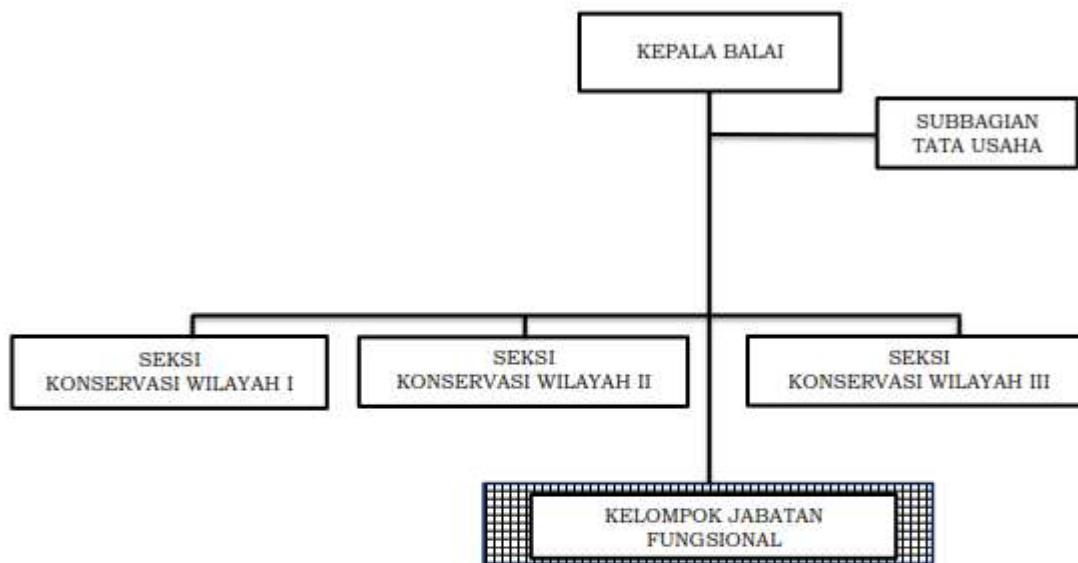 KEPALA BALAI
SUBBAGIAN
TATA USAHA
SEKSI
KONSERVASI WILAYAH I
SEKSI
KONSERVASI WILAYAH II
SEKSI
KONSERVASI WILAYAH III
KELOMPOK JABATAN
FUNGSIONAL